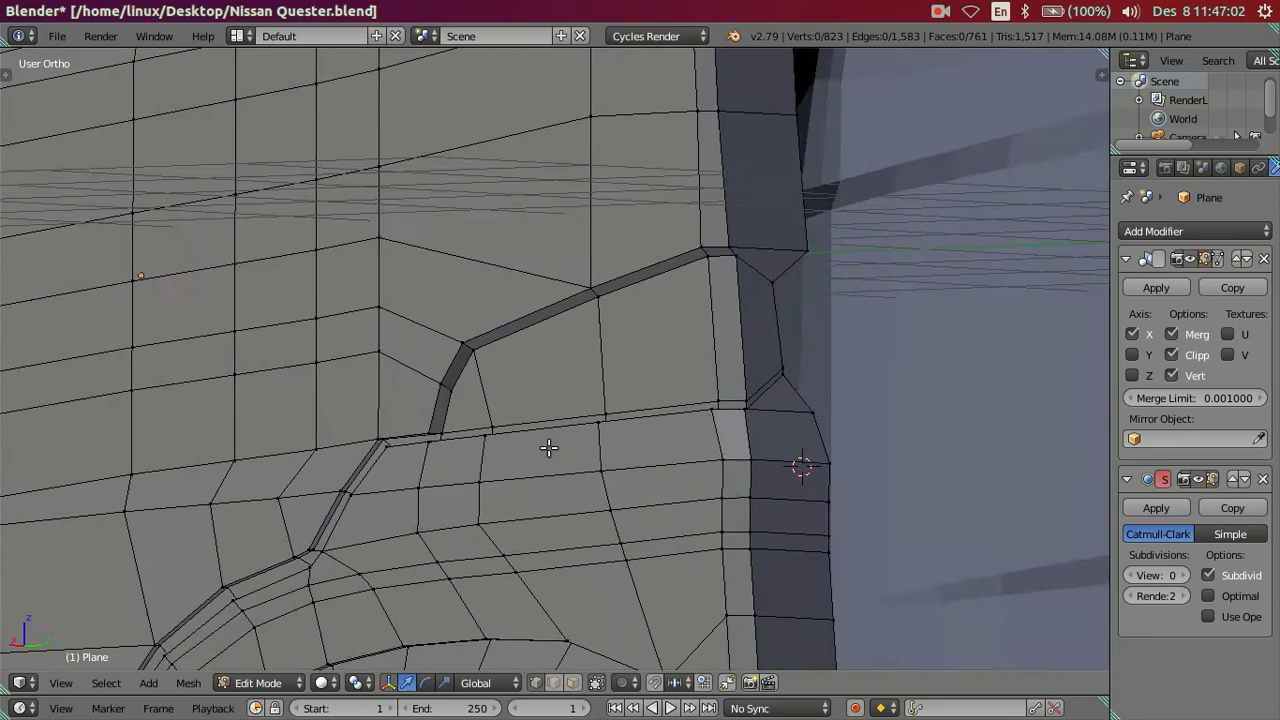 Blender* [/home/linux/Desktop/Nissan Quester.blend]
En (100%) Des 8 11:47:02
File Render Window Help Default Scene Cycles Render v2.79 | Verts:0/823 | Edges:0/1,583 | Faces:0/761 | Tris:1,517 | Mem:14.08M (0.11M) | Plane
View Search All Sc
User Ortho
Scene
RenderL
World
Camera
Plane
Add Modifier
Apply Copy
Axis: Options: Textures:
X Merg U
Y Clipp V
Z Vert
Merge Limit: 0.001000
Mirror Object:
S
Apply Copy
Catmull-Clark Simple
Subdivisions: Options:
View: 0 Subdivid
Rende:2 Optimal
Use Ope
z
x y
(1) Plane
View Select Add Mesh Edit Mode Global
View Marker Frame Playback Start: 1 End: 250 1 No Sync